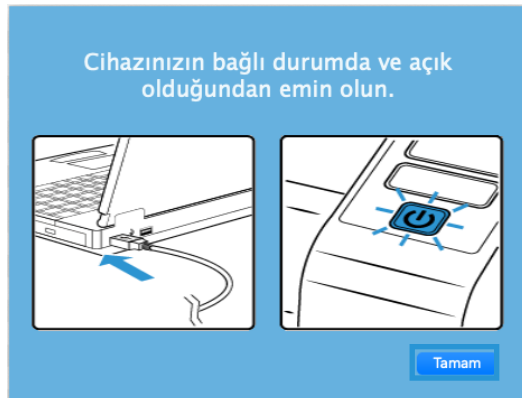 Cihazınızın bağlı durumda ve açık
olduğundan emin olun.
Tamam